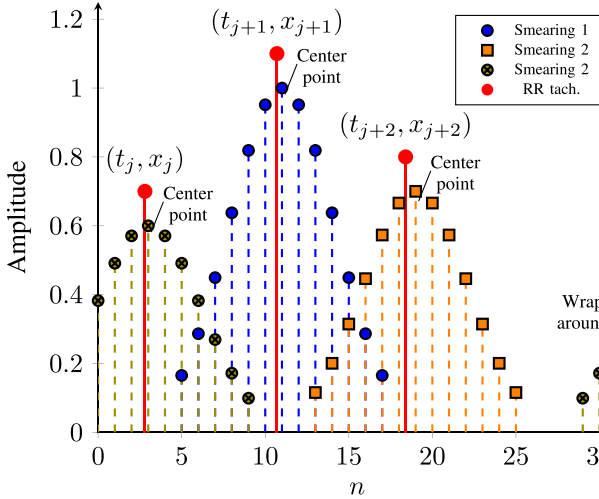 (t_{j+1}, x_{j+1})
Smearing 1
Smearing 2
Smearing 2
RR tach.
Center
point
(t_{j+2}, x_{j+2})
Center
point
(t_j, x_j)
Center
point
Wrap
aroun
Amplitude
1.2
1
0.8
0.6
0.4
0.2
0
0
5
10
15
20
25
3
n